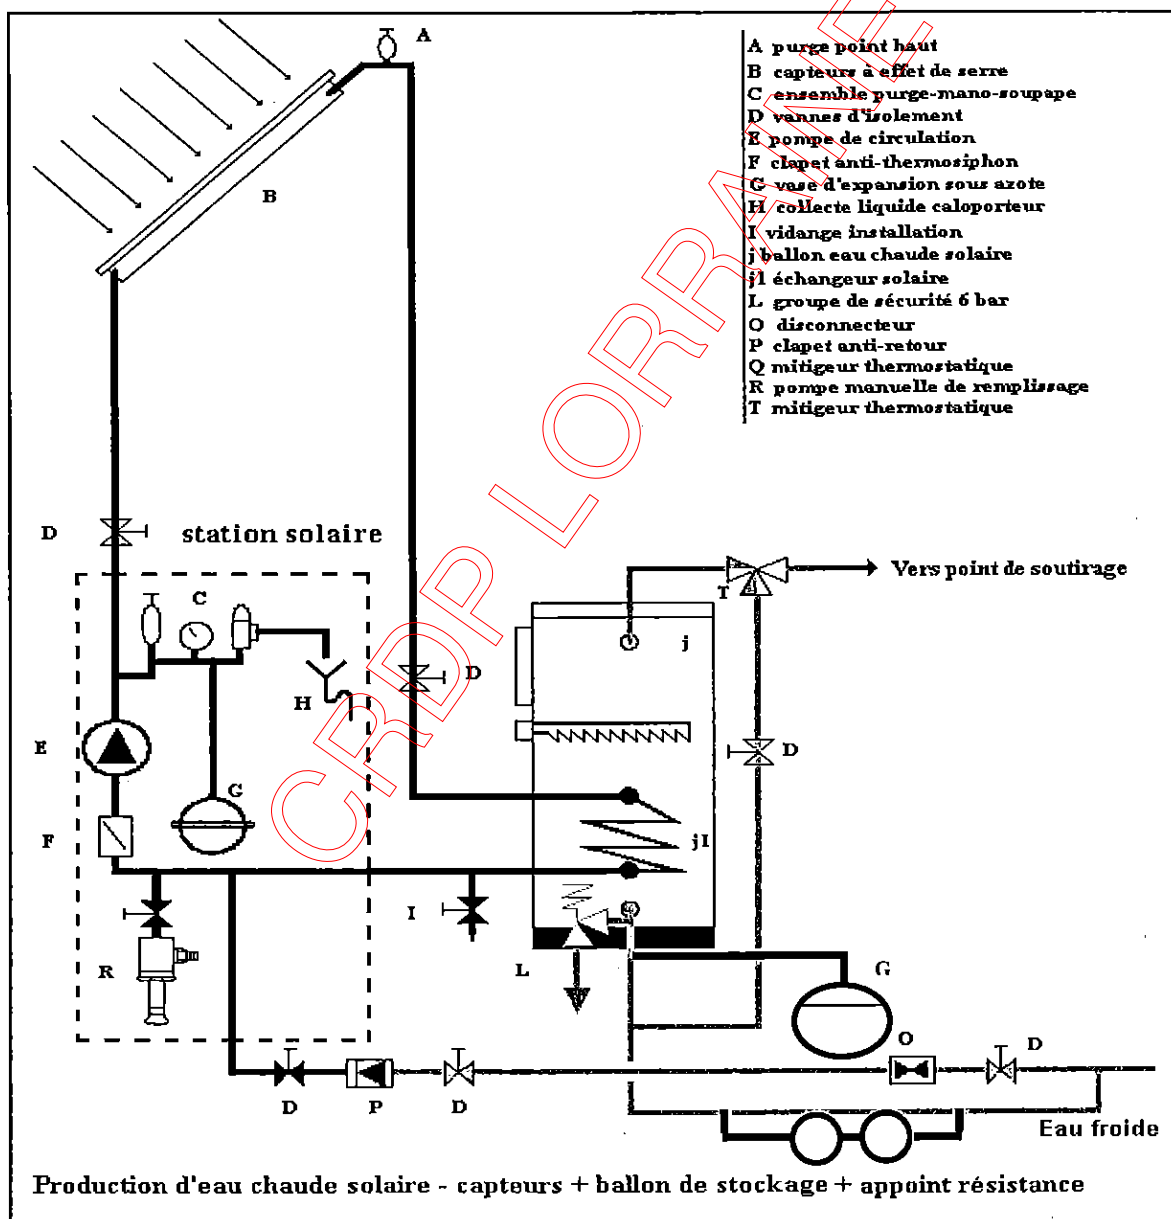 A
A purge point haut
B capteurs à effet de serre
C ensemble purge-mano-soupape
D vannes d'isolement
E pompe de circulation
F clapet anti-thermosiphon
G vase d'expansion sous azote
H collecte liquide caloporteur
I vidange installation
j ballon eau chaude solaire
j1 échangeur solaire
L groupe de sécurité 6 bar
O disconnecteur
P clapet anti-retour
Q mitigeur thermostatique
R pompe manuelle de remplissage
T mitigeur thermostatique
B
CRDP LORRAINE
D
station solaire
Vers point de soutirage
T
C
j
D
H
E
D
G
F
j1
I
R
L
G
O
D
D
P
D
Eau froide
Production d'eau chaude solaire - capteurs + ballon de stockage + appoint résistance